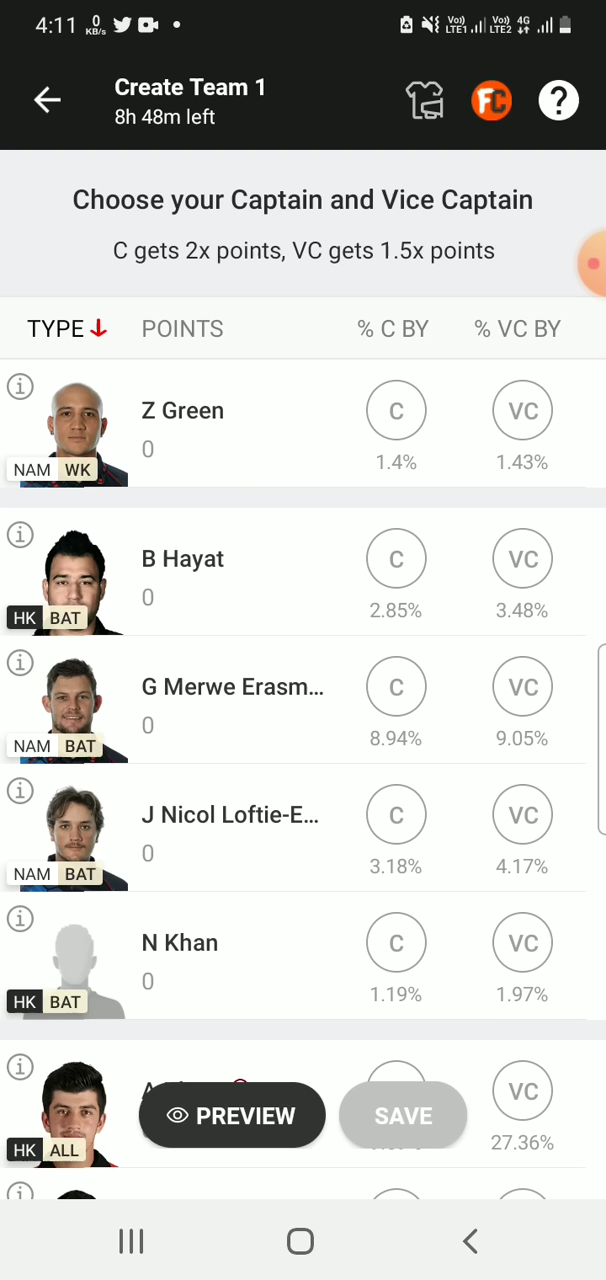 4:11 0 KB/s Vo)) LTE1 Vo)) LTE2 4G
Create Team 1
8h 48m left
FC ?
Choose your Captain and Vice Captain
C gets 2x points, VC gets 1.5x points
TYPE POINTS % C BY % VC BY
Z Green C VC
0 1.4% 1.43%
NAM WK
B Hayat C VC
0 2.85% 3.48%
HK BAT
G Merwe Erasm... C VC
0 8.94% 9.05%
NAM BAT
J Nicol Loftie-E... C VC
0 3.18% 4.17%
NAM BAT
N Khan C VC
0 1.19% 1.97%
HK BAT
VC
PREVIEW SAVE
27.36%
HK ALL